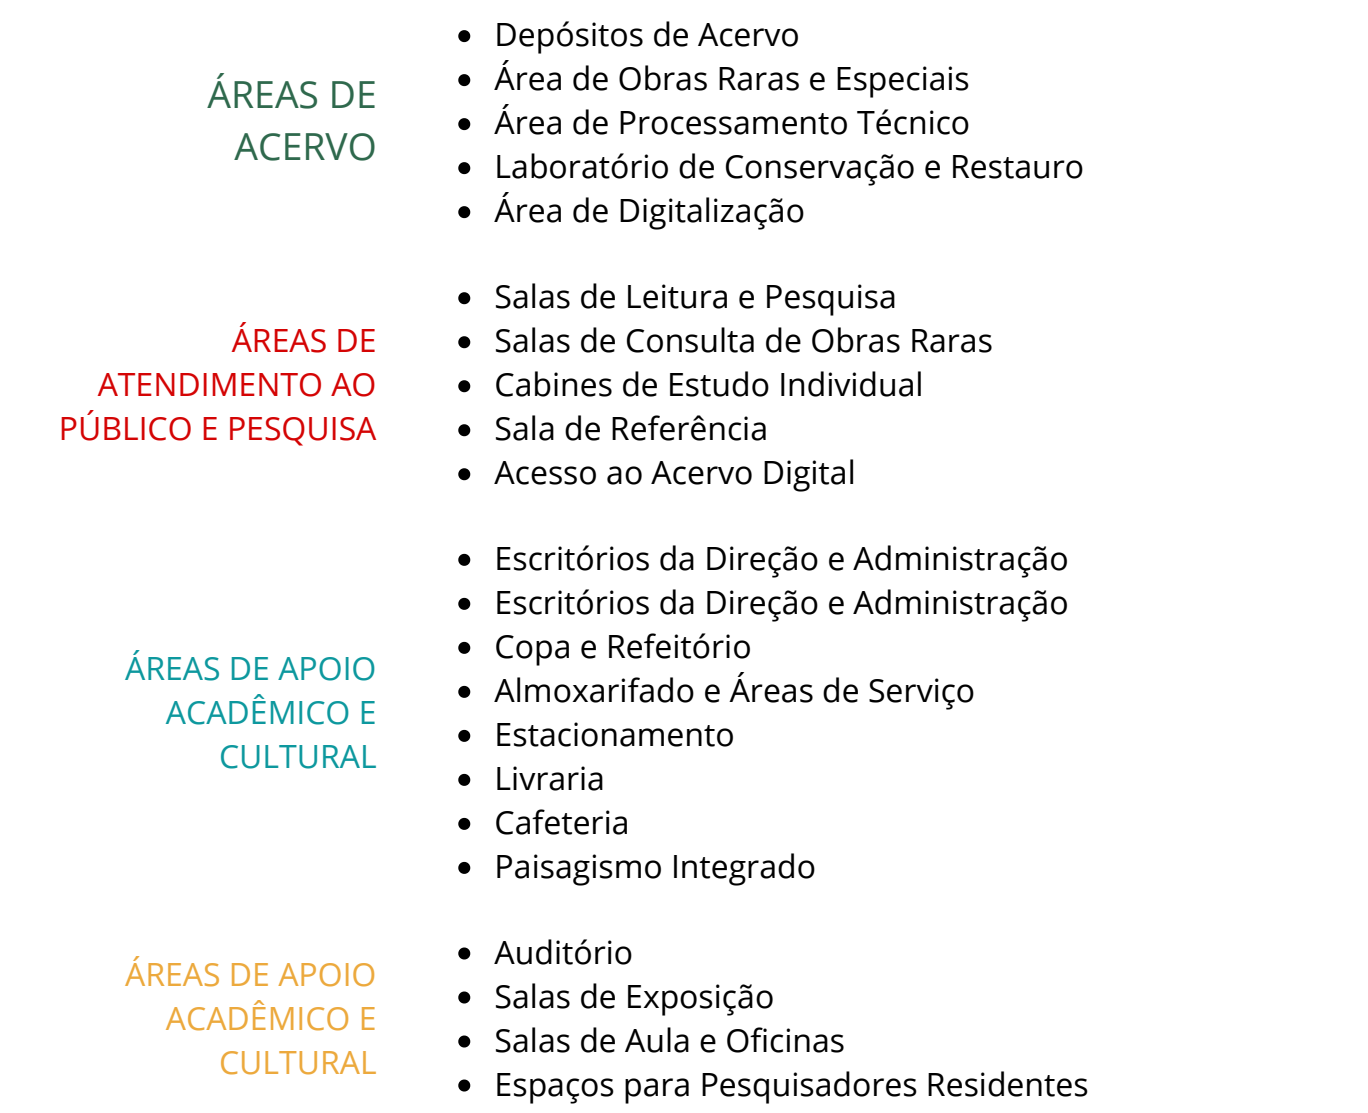 ÁREAS DE
ACERVO
• Depósitos de Acervo
• Área de Obras Raras e Especiais
• Área de Processamento Técnico
• Laboratório de Conservação e Restauro
• Área de Digitalização
ÁREAS DE
ATENDIMENTO AO
PÚBLICO E PESQUISA
• Salas de Leitura e Pesquisa
• Salas de Consulta de Obras Raras
• Cabines de Estudo Individual
• Sala de Referência
• Acesso ao Acervo Digital
ÁREAS DE APOIO
ACADÊMICO E
CULTURAL
• Escritórios da Direção e Administração
• Escritórios da Direção e Administração
• Copa e Refeitório
• Almoxarifado e Áreas de Serviço
• Estacionamento
• Livraria
• Cafeteria
• Paisagismo Integrado
ÁREAS DE APOIO
ACADÊMICO E
CULTURAL
• Auditório
• Salas de Exposição
• Salas de Aula e Oficinas
• Espaços para Pesquisadores Residentes